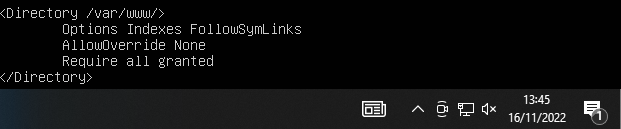 <Directory /var/www/>
Options Indexes FollowSymLinks
AllowOverride None
Require all granted
</Directory>
13:45
16/11/2022
1